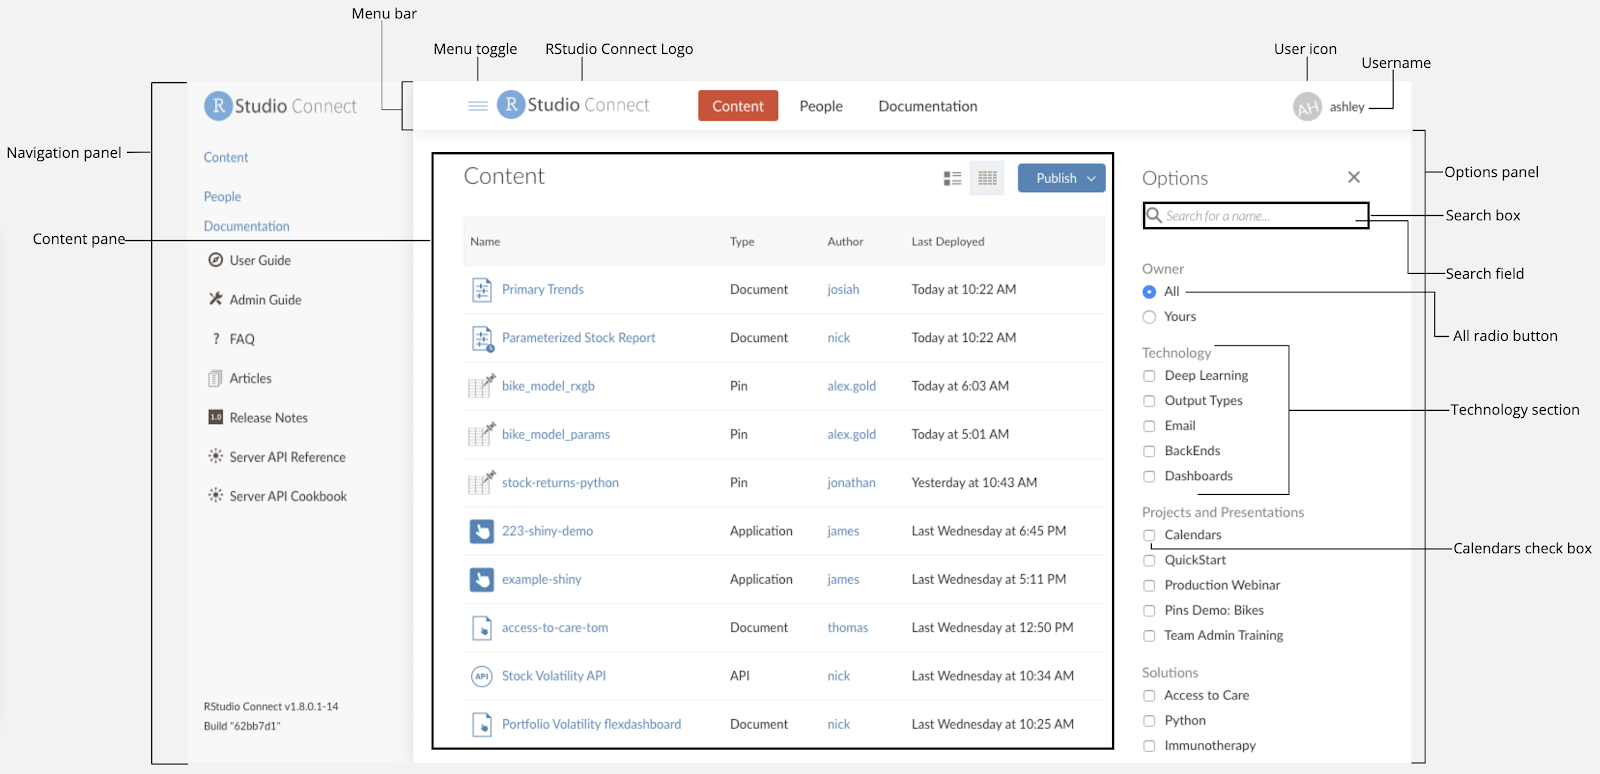 Menu bar
Menu toggle
RStudio Connect Logo
User icon
Username
Navigation panel
Content pane
R Studio Connect
Content
People
Documentation
User Guide
Admin Guide
? FAQ
Articles
1.0 Release Notes
Server API Reference
Server API Cookbook
RStudio Connect v1.8.0.1-14
Build "62bb7d1"
R Studio Connect Content People Documentation AH ashley
Content Publish
Name Type Author Last Deployed
Primary Trends Document josiah Today at 10:22 AM
Parameterized Stock Report Document nick Today at 10:22 AM
bike_model_rxgb Pin alex.gold Today at 6:03 AM
bike_model_params Pin alex.gold Today at 5:01 AM
stock-returns-python Pin jonathan Yesterday at 10:43 AM
223-shiny-demo Application james Last Wednesday at 6:45 PM
example-shiny Application james Last Wednesday at 5:11 PM
access-to-care-tom Document thomas Last Wednesday at 12:50 PM
API Stock Volatility API API nick Last Wednesday at 10:34 AM
Portfolio Volatility flexdashboard Document nick Last Wednesday at 10:25 AM
Options
Search for a name...
Owner
All
Yours
Technology
Deep Learning
Output Types
Email
BackEnds
Dashboards
Projects and Presentations
Calendars
QuickStart
Production Webinar
Pins Demo: Bikes
Team Admin Training
Solutions
Access to Care
Python
Immunotherapy
Options panel
Search box
Search field
All radio button
Technology section
Calendars check box